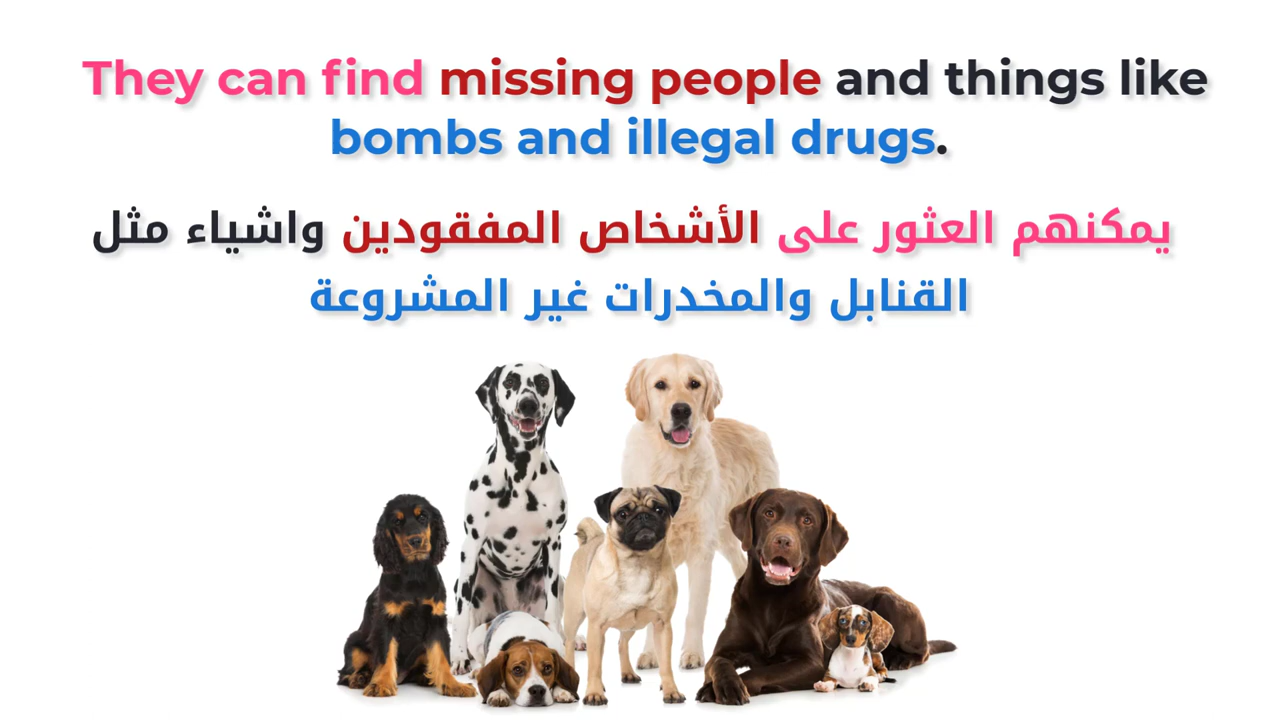 They can find missing people and things like
bombs and illegal drugs.
يمكنهم العثور على الأشخاص المفقودين واشياء مثل
القنابل والمخدرات غير المشروعة